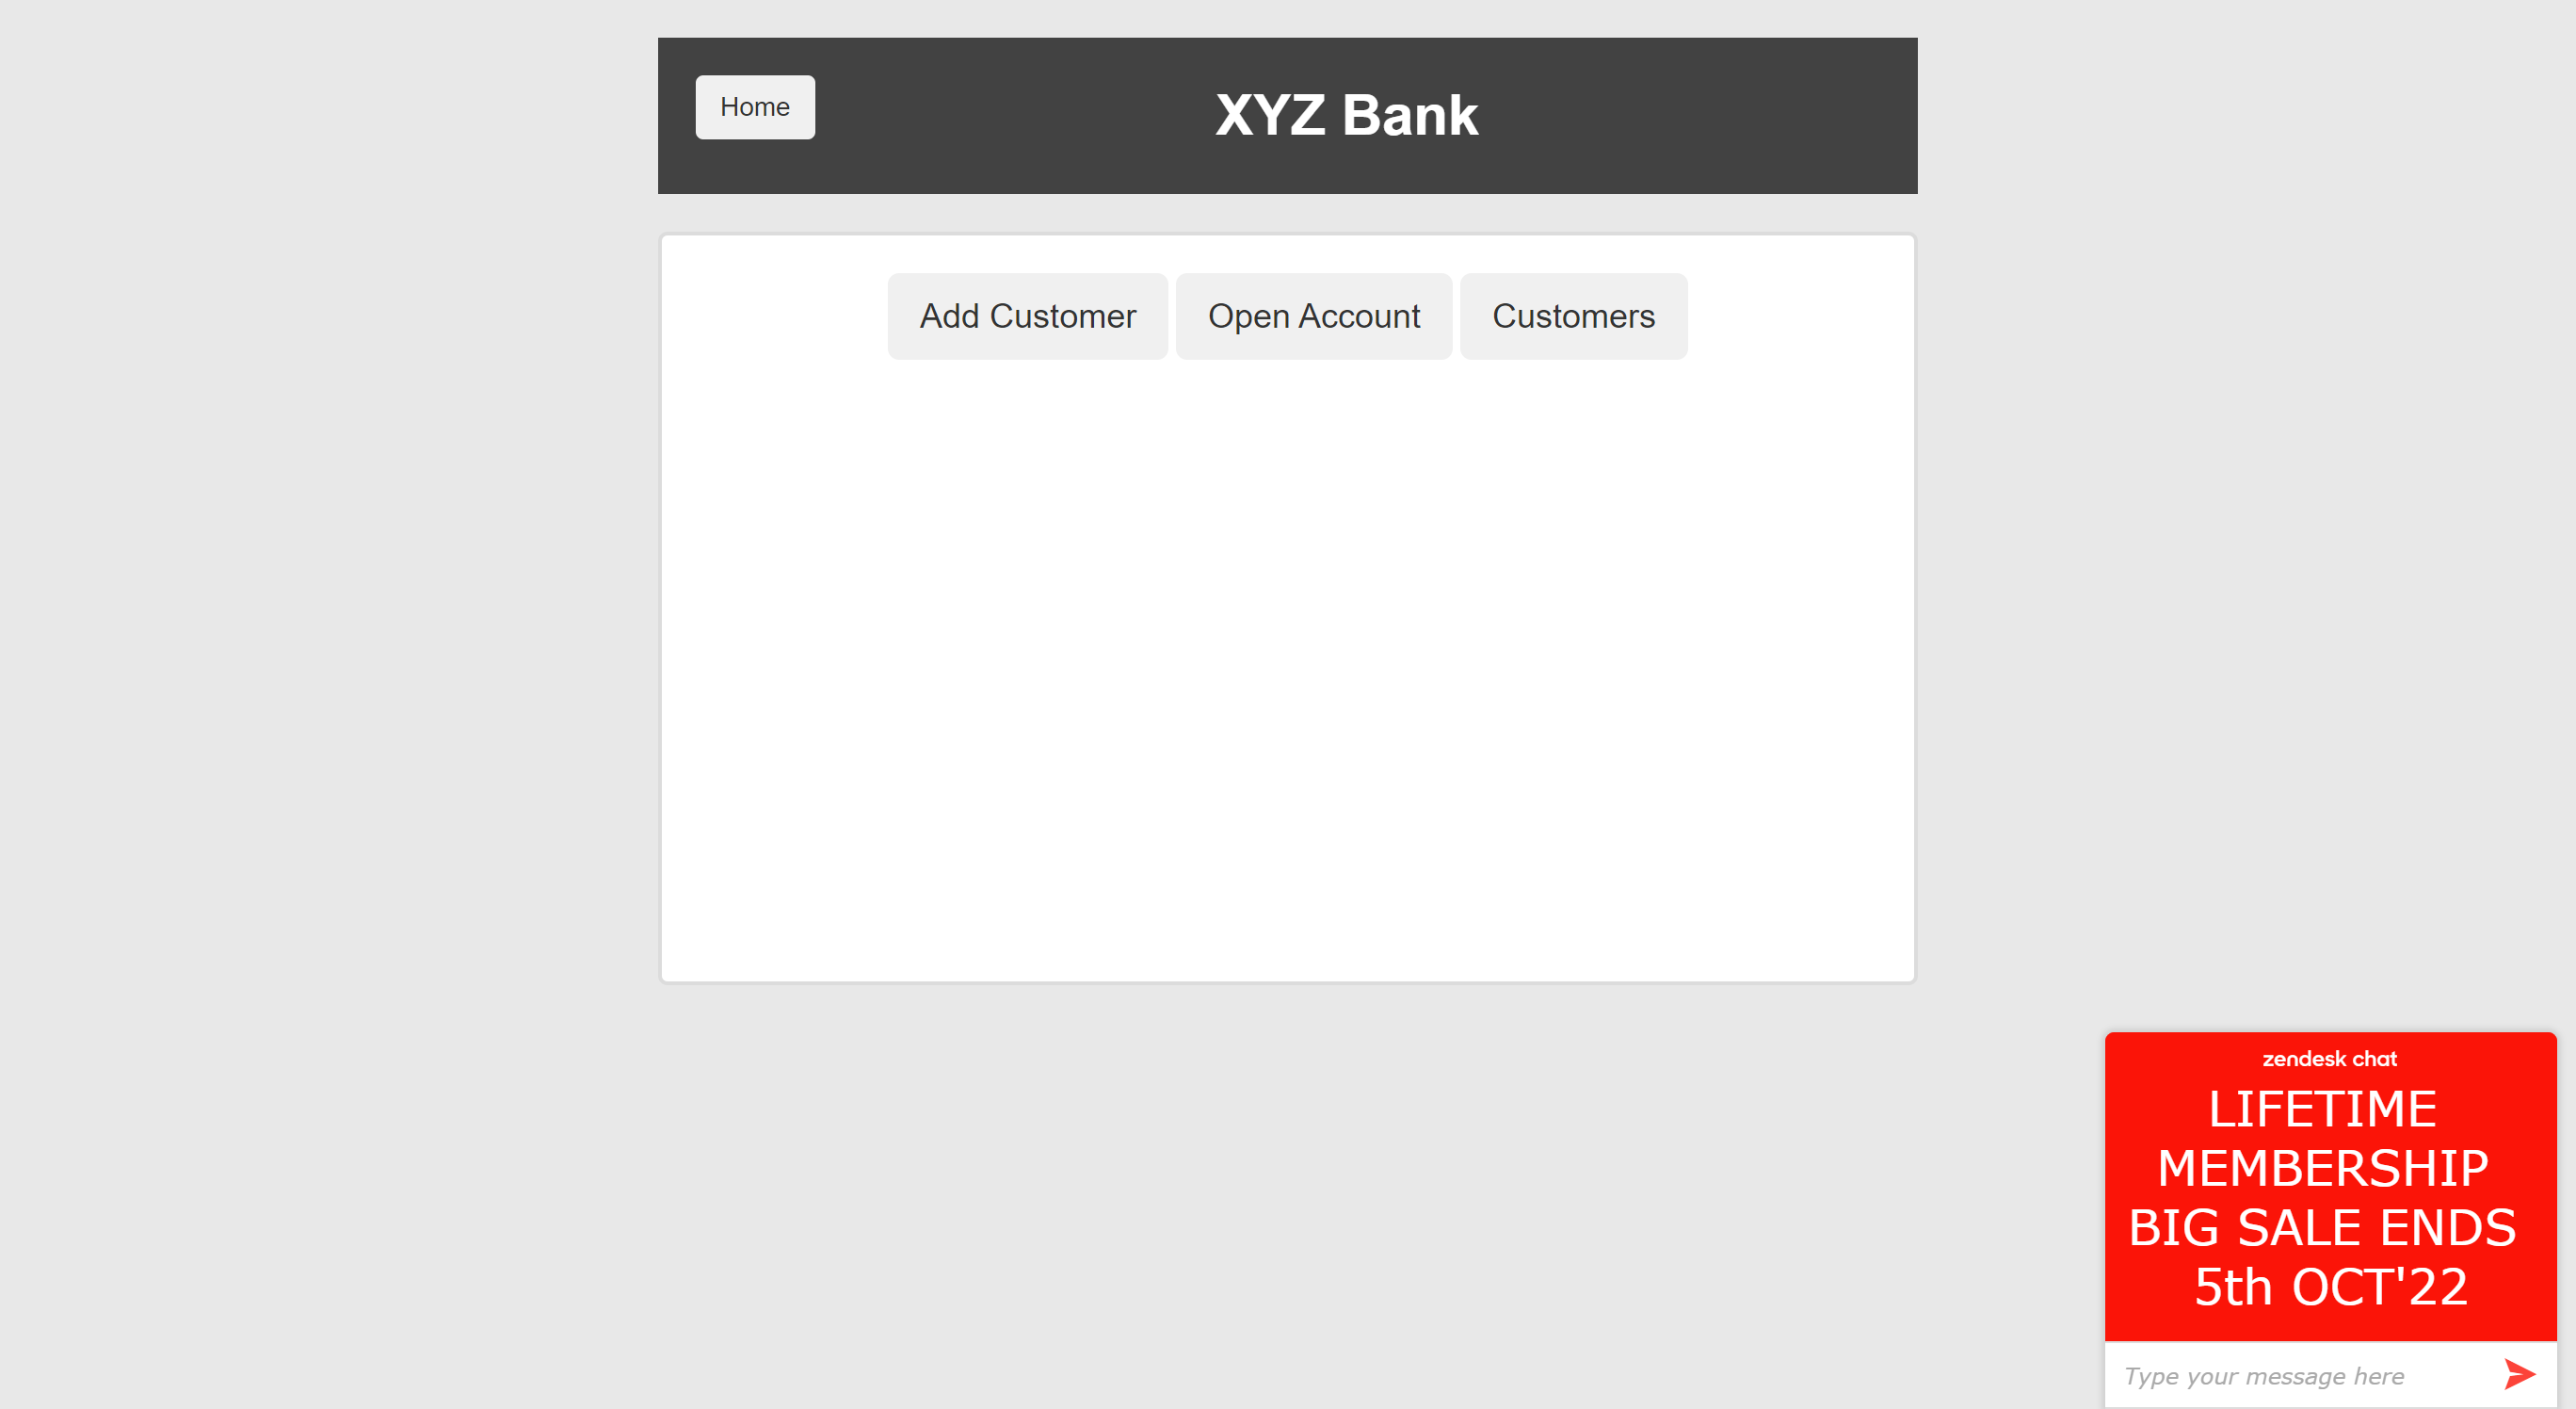 Home
XYZ Bank
Add Customer
Open Account
Customers
zendesk chat
LIFETIME
MEMBERSHIP
BIG SALE ENDS
5th OCT'22
Type your message here